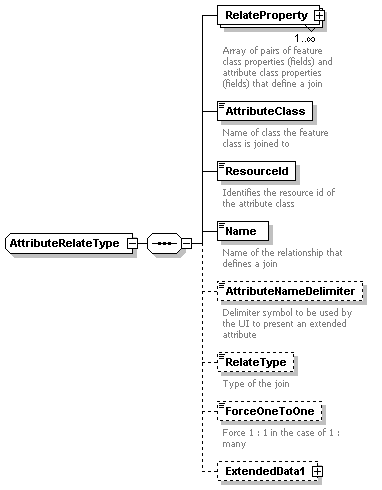 RelateProperty
1..∞
Array of pairs of feature
class properties (fields) and
attribute class properties
(fields) that define a join
AttributeClass
Name of class the feature
class is joined to
ResourceId
Identifies the resource id of
the attribute class
AttributeRelateType
Name
Name of the relationship that
defines a join
AttributeNameDelimiter
Delimiter symbol to be used by
the UI to present an extended
attribute
RelateType
Type of the join
ForceOneToOne
Force 1 : 1 in the case of 1 :
many
ExtendedData1